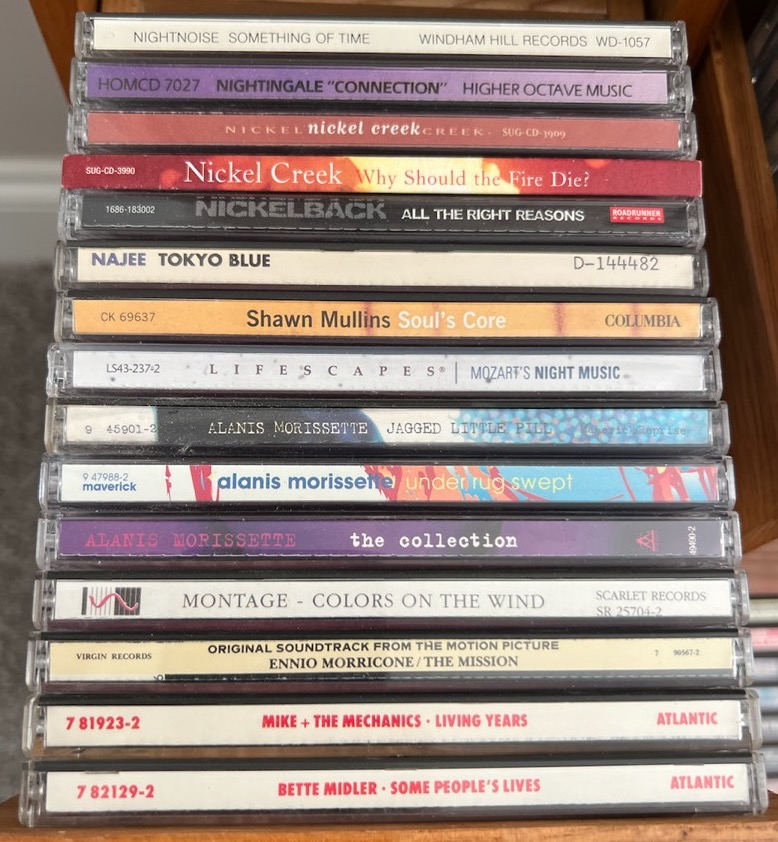 NIGHTNOISE SOMETHING OF TIME WINDHAM HILL RECORDS WD-1057
HOMCD 7027 NIGHTINGALE "CONNECTION" HIGHER OCTAVE MUSIC
NICKEL nickel creek CREEK. SUG-CD-3909
SUG-CD-3990 Nickel Creek Why Should the Fire Die?
1686-183002 NICKELBACK ALL THE RIGHT REASONS ROADRUNNER RECORDS
NAJEE TOKYO BLUE D-144482
CK 69637 Shawn Mullins Soul's Core COLUMBIA
LS43-237-2 LIFESCAPES® | MOZART'S NIGHT MUSIC
9 45901-2 ALANIS MORISSETTE JAGGED LITTLE PILL Maverick Reprise
9 47988-2
maverick alanis morissette under rug swept
ALANIS MORISSETTE the collection 49490-2
MONTAGE - COLORS ON THE WIND SCARLET RECORDS
SR 25704-2
VIRGIN RECORDS ORIGINAL SOUNDTRACK FROM THE MOTION PICTURE
ENNIO MORRICONE / THE MISSION 7 90567-2
7 81923-2 MIKE + THE MECHANICS · LIVING YEARS ATLANTIC
7 82129-2 BETTE MIDLER · SOME PEOPLE'S LIVES ATLANTIC